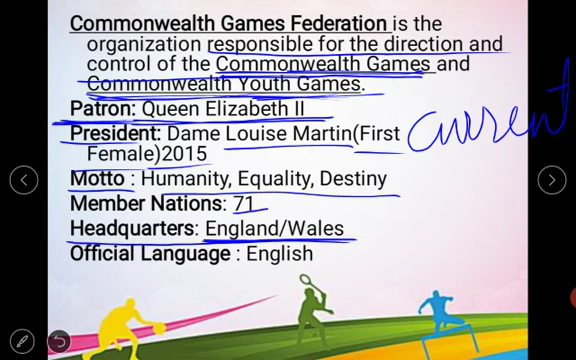 Commonwealth Games Federation is the
organization responsible for the direction and
control of the Commonwealth Games and
Commonwealth Youth Games.
Patron: Queen Elizabeth II
President: Dame Louise Martin(First
Female)2015
current
Motto : Humanity, Equality, Destiny
Member Nations: 71
Headquarters: England/Wales
Official Language : English